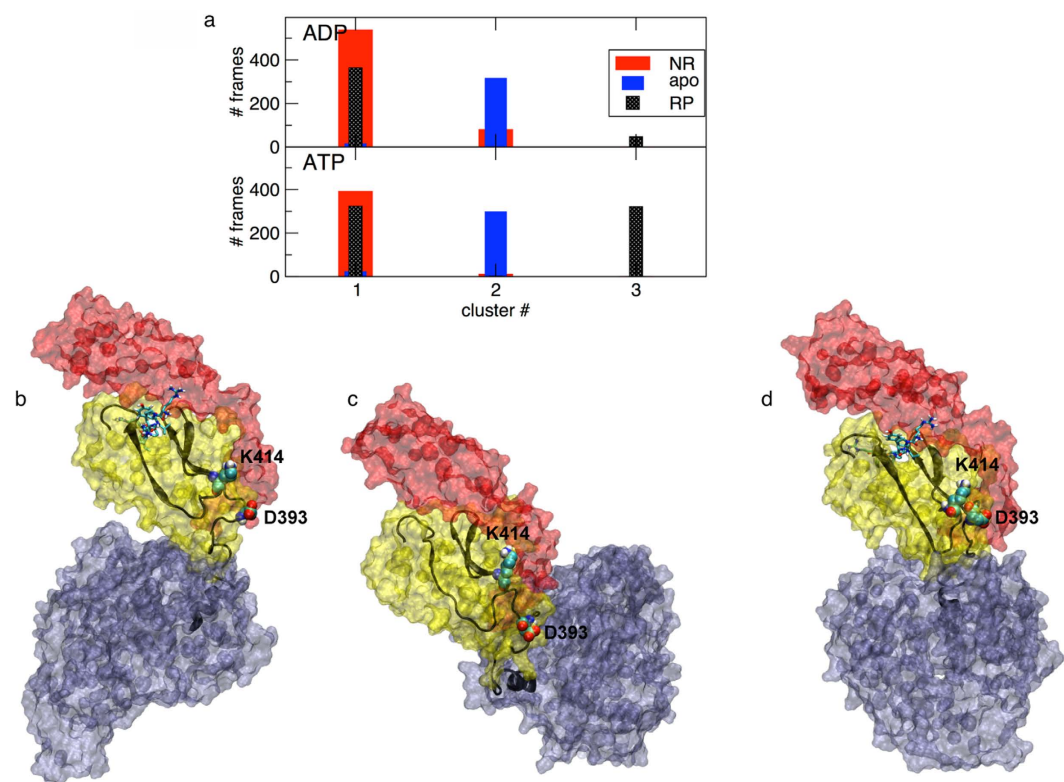 a
ADP
# frames
400
200
0
NR
apo
RP
ATP
# frames
400
200
0
1 2 3
cluster #
b
K414
D393
c
K414
D393
d
K414
D393